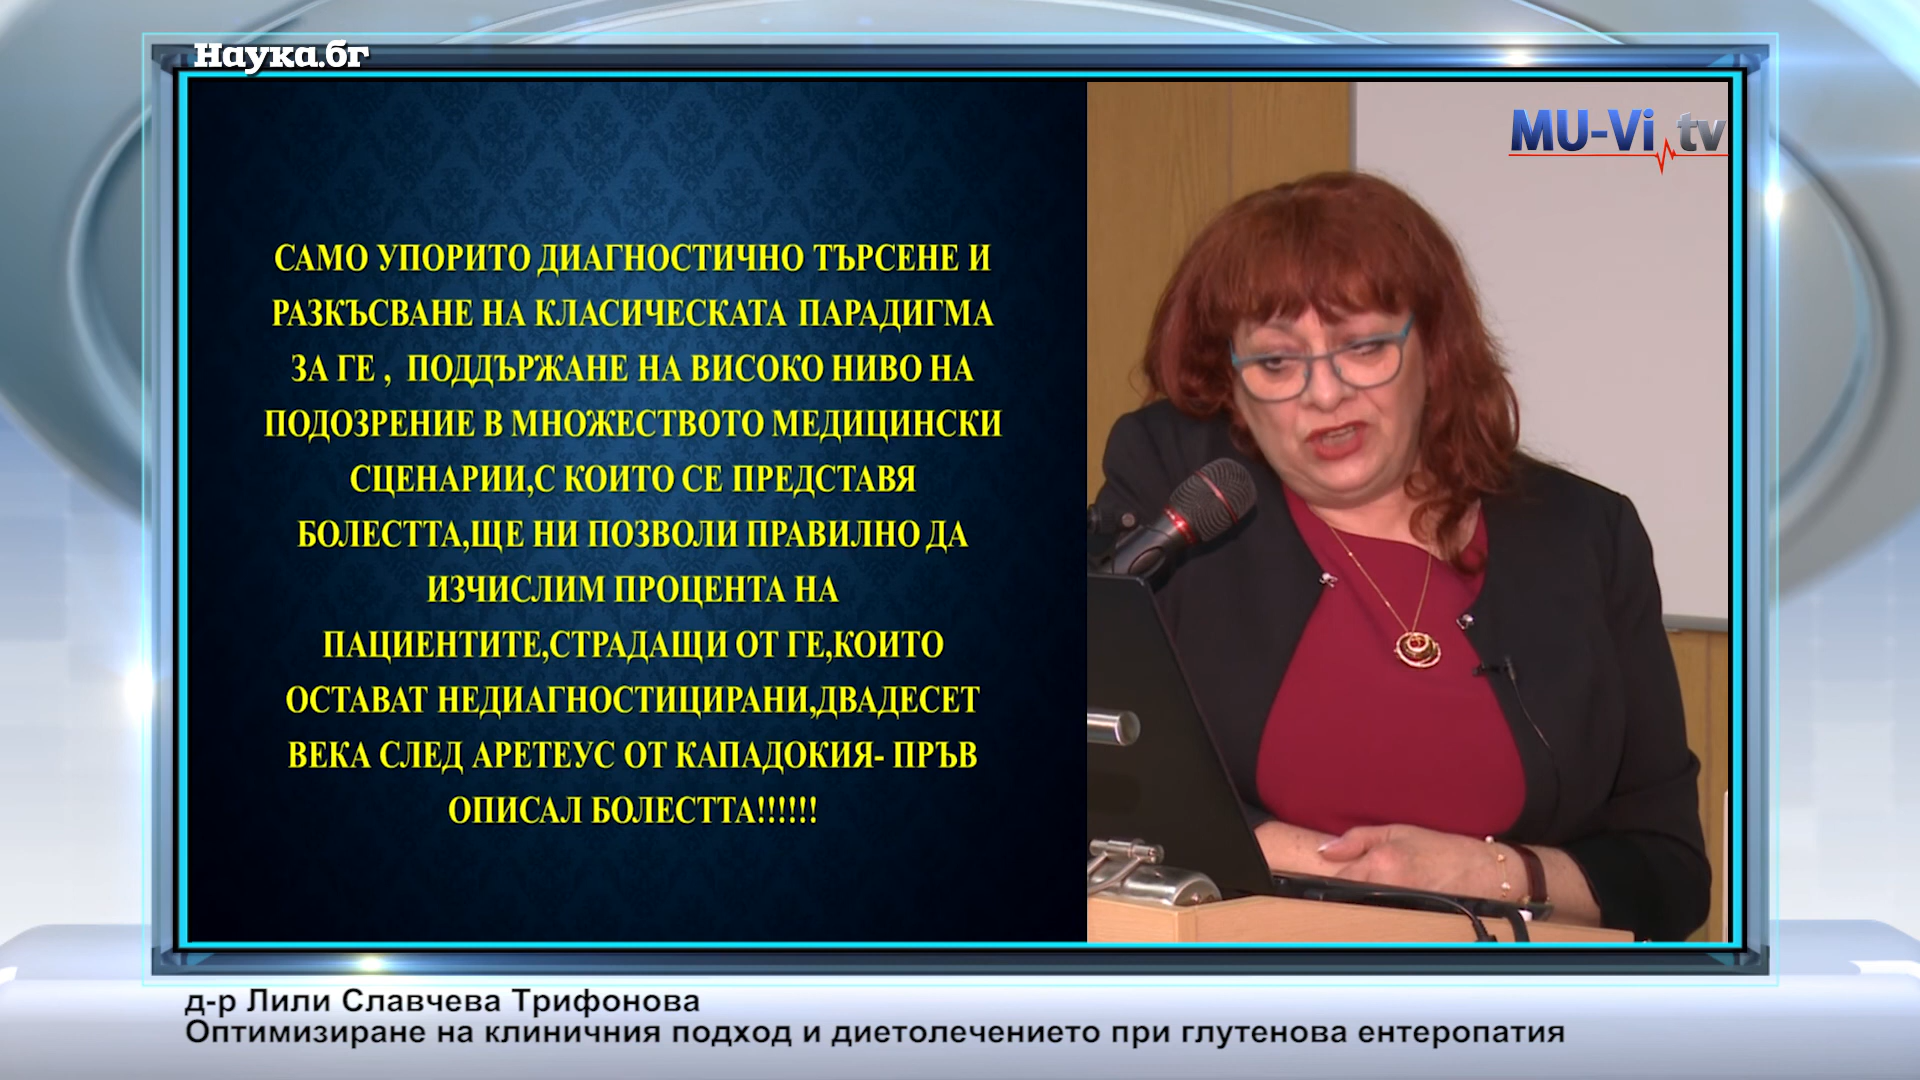 Наука.бг
MU-Vi tv
САМО УПОРИТО ДИАГНОСТИЧНО ТЪРСЕНЕ И
РАЗКЪСВАНЕ НА КЛАСИЧЕСКАТА ПАРАДИГМА
ЗА ГЕ , ПОДДЪРЖАНЕ НА ВИСОКО НИВО НА
ПОДОЗРЕНИЕ В МНОЖЕСТВОТО МЕДИЦИНСКИ
СЦЕНАРИИ,С КОИТО СЕ ПРЕДСТАВЯ
БОЛЕСТТА,ЩЕ НИ ПОЗВОЛИ ПРАВИЛНО ДА
ИЗЧИСЛИМ ПРОЦЕНТА НА
ПАЦИЕНТИТЕ,СТРАДАЩИ ОТ ГЕ,КОИТО
ОСТАВАТ НЕДИАГНОСТИЦИРАНИ,ДВАДЕСЕТ
ВЕКА СЛЕД АРЕТЕУС ОТ КАПАДОКИЯ- ПРЪВ
ОПИСАЛ БОЛЕСТТА!!!!!!
д-р Лили Славчева Трифонова
Оптимизиране на клиничния подход и диетолечението при глутенова ентеропатия